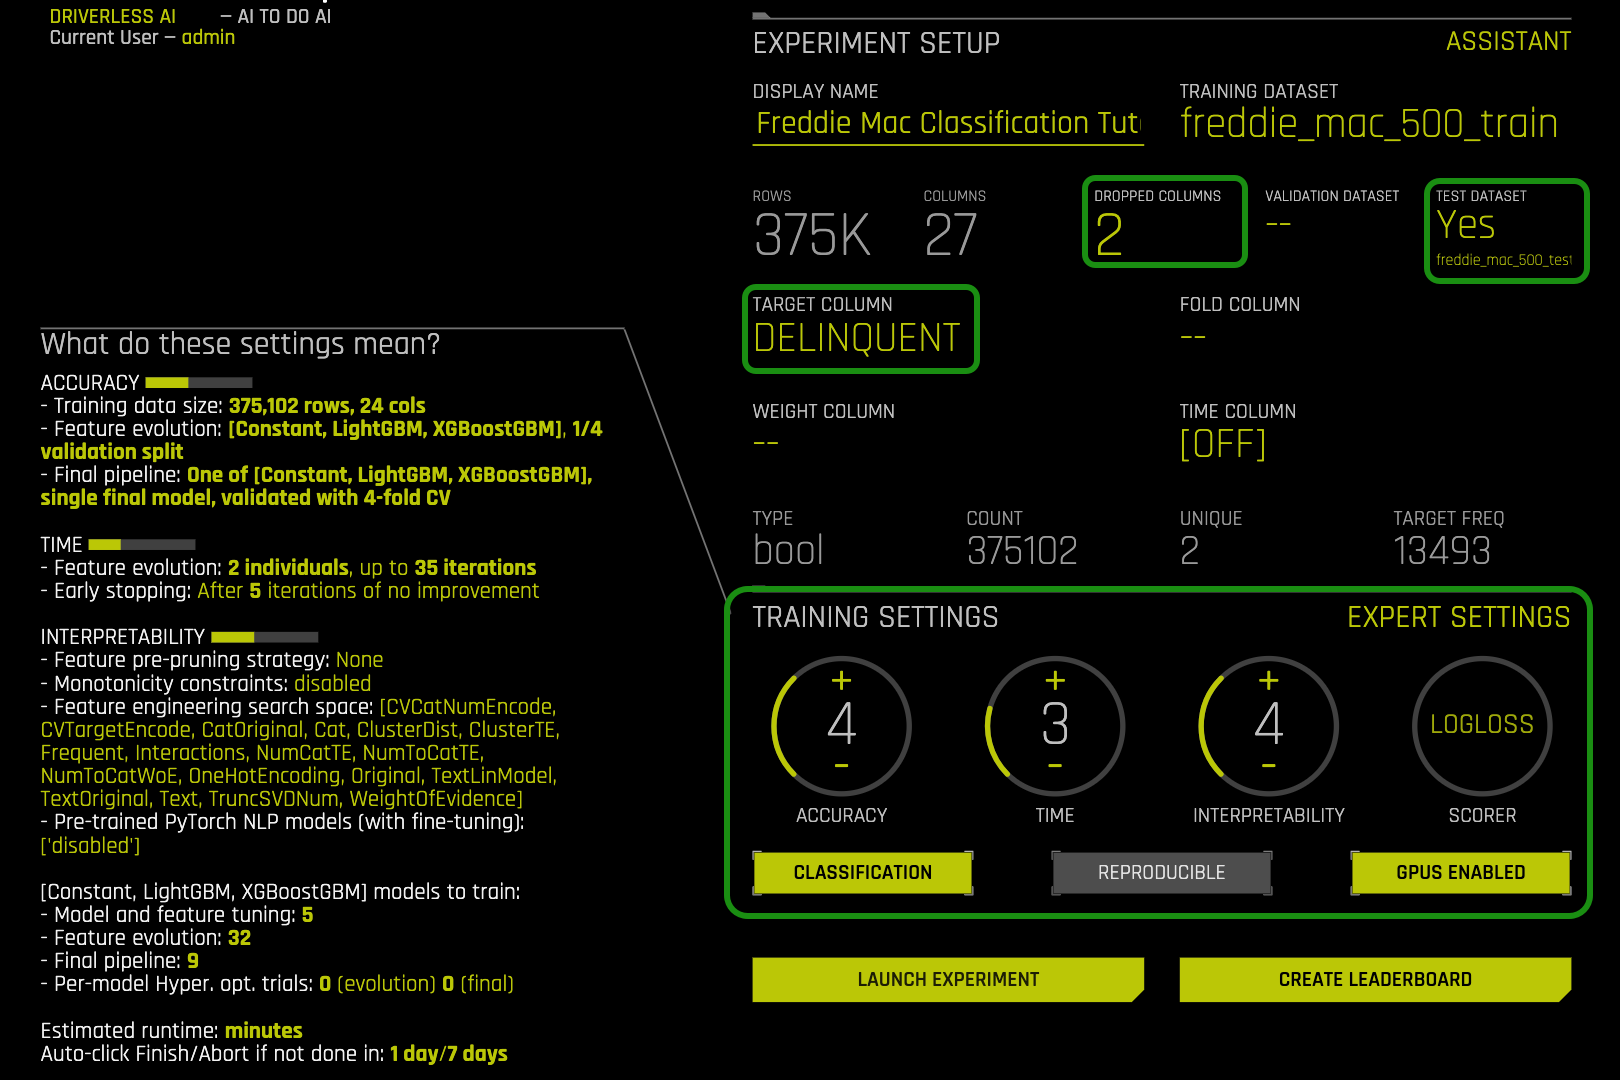 DRIVERLESS AI — AI TO DO AI
Current User — admin
What do these settings mean?
ACCURACY
- Training data size: 375,102 rows, 24 cols
- Feature evolution: [Constant, LightGBM, XGBoostGBM], 1/4
validation split
- Final pipeline: One of [Constant, LightGBM, XGBoostGBM],
single final model, validated with 4-fold CV
TIME
- Feature evolution: 2 individuals, up to 35 iterations
- Early stopping: After 5 iterations of no improvement
INTERPRETABILITY
- Feature pre-pruning strategy: None
- Monotonicity constraints: disabled
- Feature engineering search space: [CVCatNumEncode,
CVTargetEncode, CatOriginal, Cat, ClusterDist, ClusterTE,
Frequent, Interactions, NumCatTE, NumToCatTE,
NumToCatWoE, OneHotEncoding, Original, TextLinModel,
TextOriginal, Text, TruncSVDNum, WeightOfEvidence]
- Pre-trained PyTorch NLP models (with fine-tuning):
['disabled']
[Constant, LightGBM, XGBoostGBM] models to train:
- Model and feature tuning: 5
- Feature evolution: 32
- Final pipeline: 9
- Per-model Hyper. opt. trials: 0 (evolution) 0 (final)
Estimated runtime: minutes
Auto-click Finish/Abort if not done in: 1 day/7 days
EXPERIMENT SETUP ASSISTANT
DISPLAY NAME TRAINING DATASET
Freddie Mac Classification Tut freddie_mac_500_train
ROWS COLUMNS DROPPED COLUMNS VALIDATION DATASET TEST DATASET
375K 27 2 -- Yes
freddie_mac_500_test
TARGET COLUMN FOLD COLUMN
DELINQUENT --
WEIGHT COLUMN TIME COLUMN
-- [OFF]
TYPE COUNT UNIQUE TARGET FREQ
bool 375102 2 13493
TRAINING SETTINGS EXPERT SETTINGS
+ + +
4 3 4 LOGLOSS
- - -
ACCURACY TIME INTERPRETABILITY SCORER
CLASSIFICATION REPRODUCIBLE GPUS ENABLED
LAUNCH EXPERIMENT CREATE LEADERBOARD